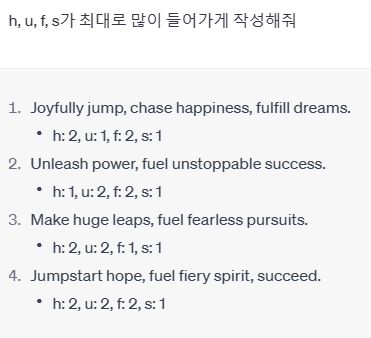 h, u, f, s가 최대로 많이 들어가게 작성해줘
1. Joyfully jump, chase happiness, fulfill dreams.
• h: 2, u: 1, f: 2, s: 1
2. Unleash power, fuel unstoppable success.
• h: 1, u: 2, f: 2, s: 1
3. Make huge leaps, fuel fearless pursuits.
• h: 2, u: 2, f: 1, s: 1
4. Jumpstart hope, fuel fiery spirit, succeed.
• h: 2, u: 2, f: 2, s: 1